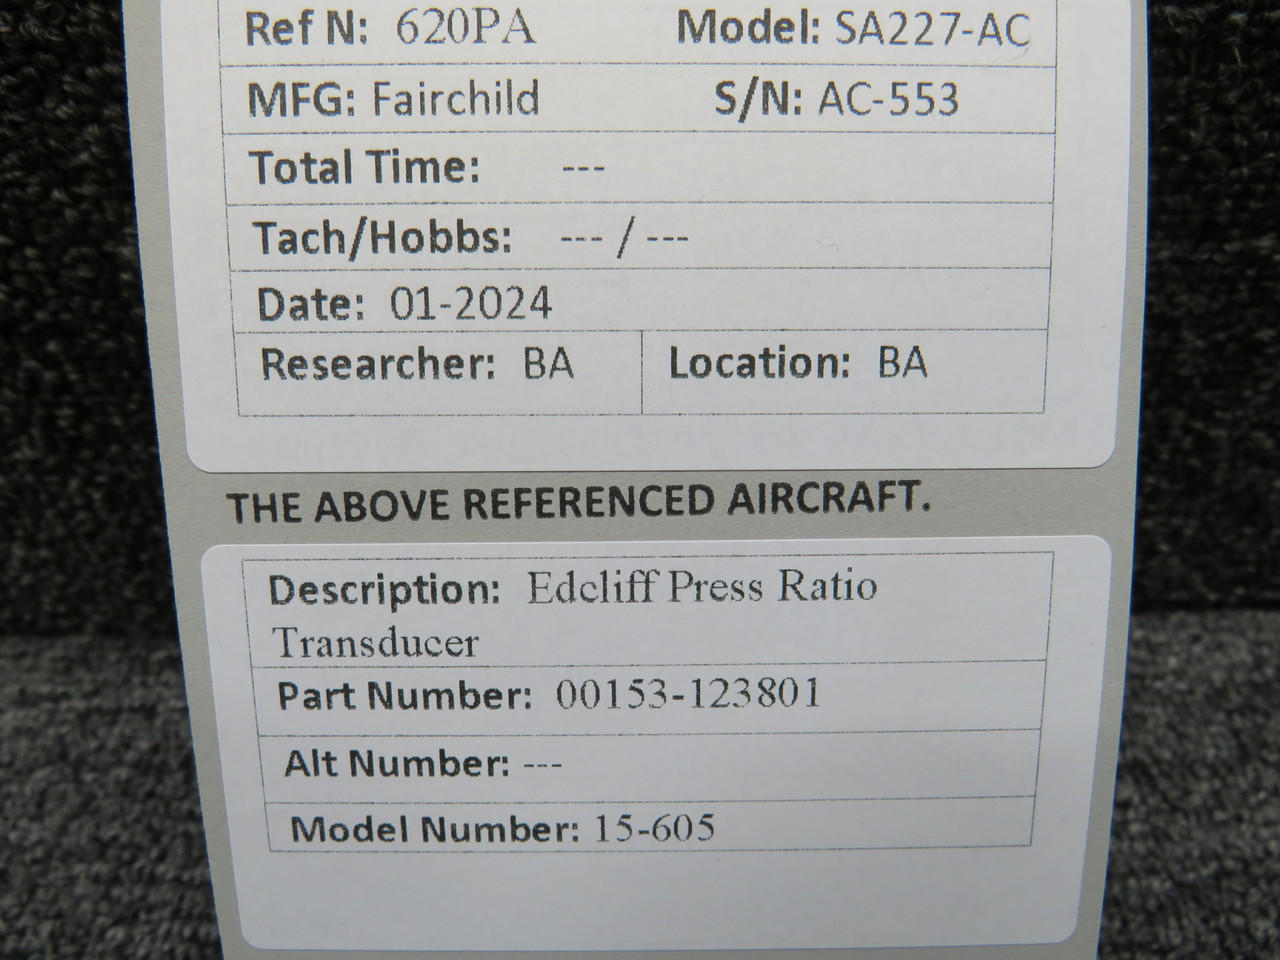 Ref N: 620PA Model: SA227-AC
MFG: Fairchild S/N: AC-553
Total Time: ---
Tach/Hobbs: --- / ---
Date: 01-2024
Researcher: BA Location: BA
THE ABOVE REFERENCED AIRCRAFT.
Description: Edcliff Press Ratio
Transducer
Part Number: 00153-123801
Alt Number: ---
Model Number: 15-605